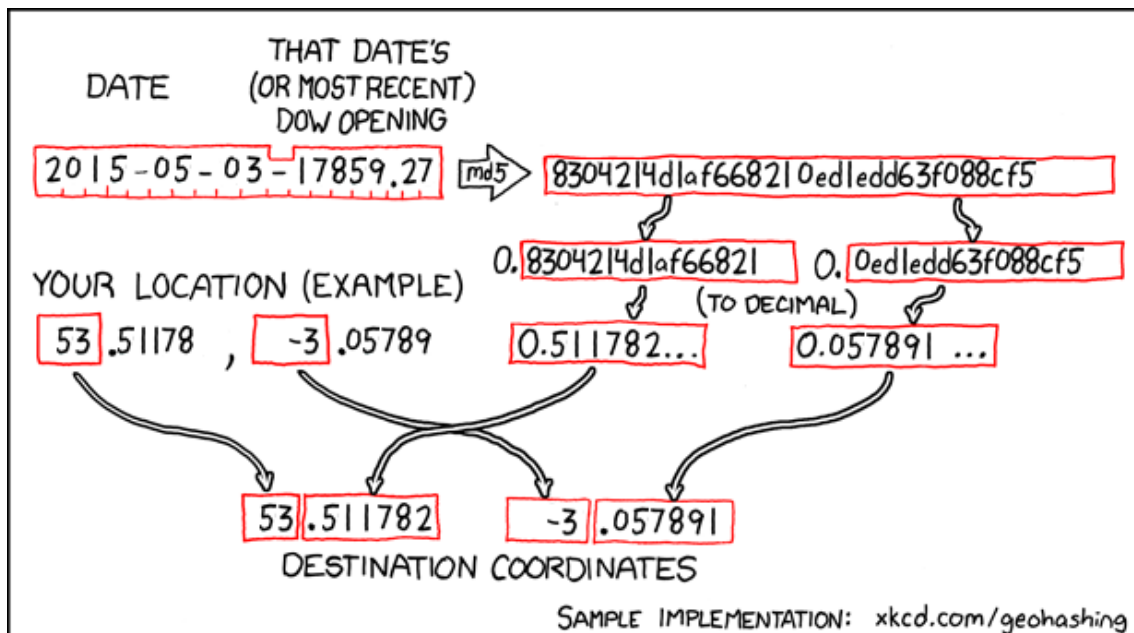 THAT DATE'S
DATE (OR MOST RECENT)
DOW OPENING
2015-05-03-17859.27 md5 8304214d1af668210ed1edd63f088cf5
0.8304214d1af66821 0.0ed1edd63f088cf5
YOUR LOCATION (EXAMPLE) (TO DECIMAL)
53.51178, -3.05789 0.511782... 0.057891 ...
53.511782 -3.057891
DESTINATION COORDINATES
SAMPLE IMPLEMENTATION: xkcd.com/geohashing